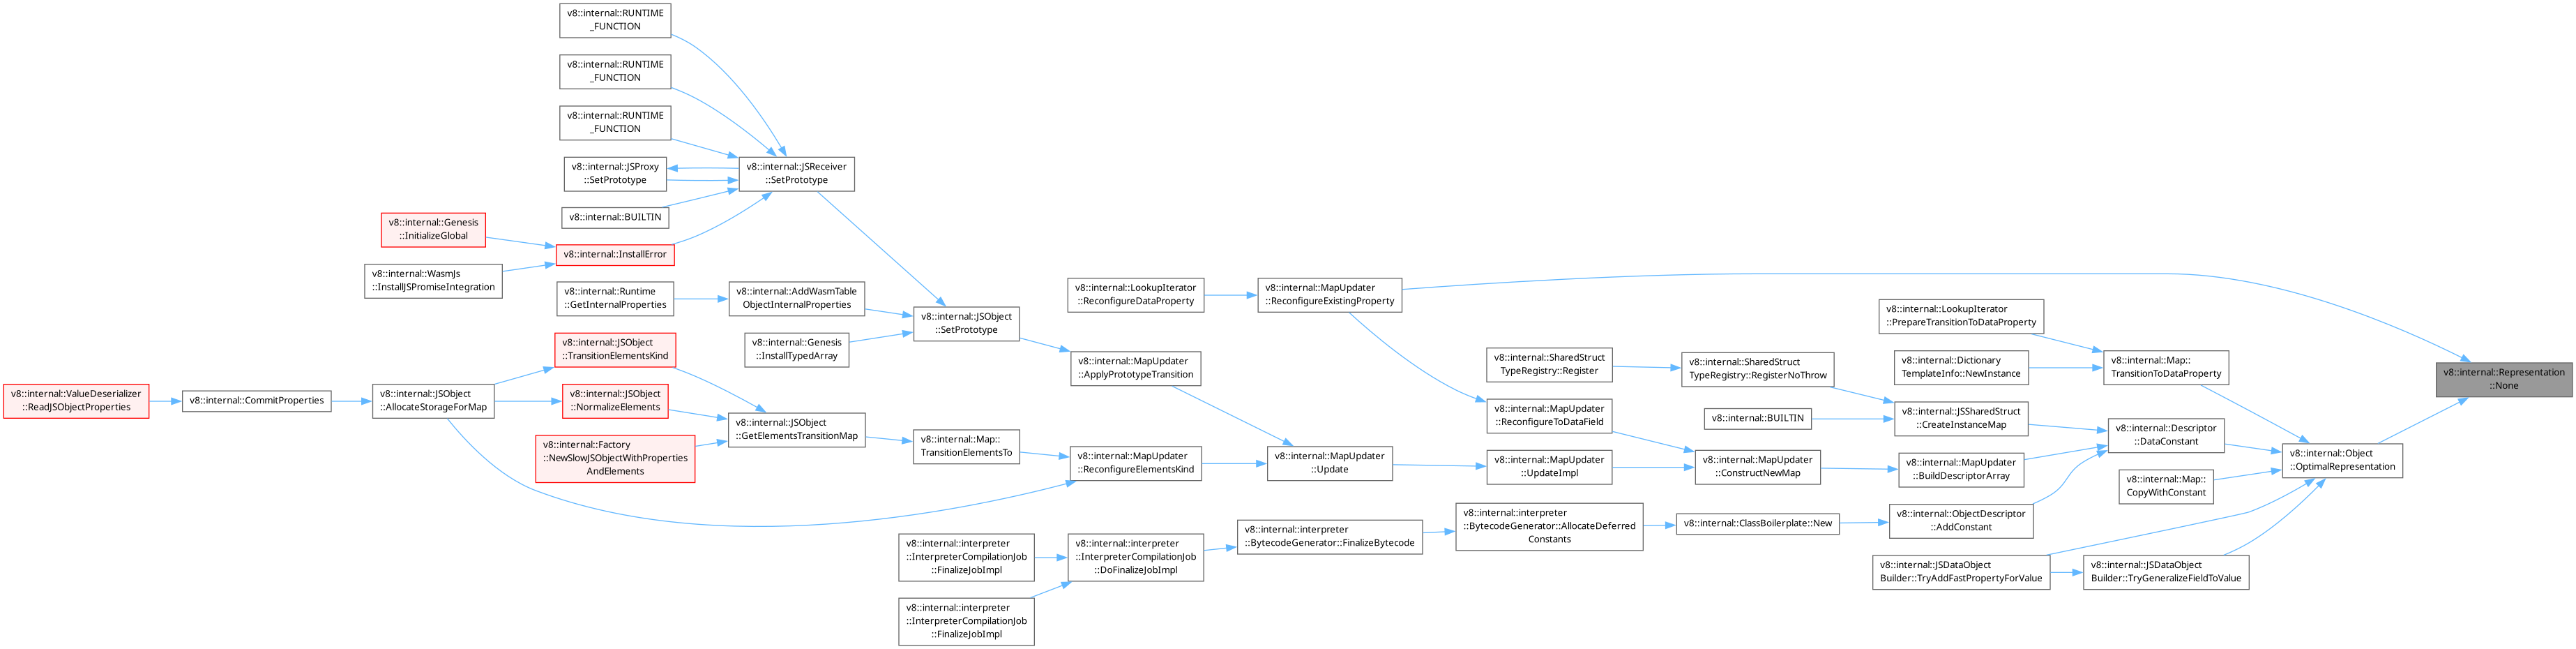 v8::internal::RUNTIME
_FUNCTION
v8::internal::RUNTIME
_FUNCTION
v8::internal::RUNTIME
_FUNCTION
v8::internal::JSProxy
::SetPrototype
v8::internal::JSReceiver
::SetPrototype
v8::internal::BUILTIN
v8::internal::Genesis
::InitializeGlobal
v8::internal::InstallError
v8::internal::WasmJs
::InstallJSPromiseIntegration
v8::internal::Runtime
::GetInternalProperties
v8::internal::AddWasmTable
ObjectInternalProperties
v8::internal::JSObject
::SetPrototype
v8::internal::Genesis
::InstallTypedArray
v8::internal::LookupIterator
::ReconfigureDataProperty
v8::internal::MapUpdater
::ReconfigureExistingProperty
v8::internal::LookupIterator
::PrepareTransitionToDataProperty
v8::internal::JSObject
::TransitionElementsKind
v8::internal::MapUpdater
::ApplyPrototypeTransition
v8::internal::SharedStruct
TypeRegistry::Register
v8::internal::SharedStruct
TypeRegistry::RegisterNoThrow
v8::internal::Dictionary
TemplateInfo::NewInstance
v8::internal::Map::
TransitionToDataProperty
v8::internal::Representation
::None
v8::internal::ValueDeserializer
::ReadJSObjectProperties
v8::internal::CommitProperties
v8::internal::JSObject
::AllocateStorageForMap
v8::internal::JSObject
::NormalizeElements
v8::internal::JSObject
::GetElementsTransitionMap
v8::internal::MapUpdater
::ReconfigureToDataField
v8::internal::BUILTIN
v8::internal::JSSharedStruct
::CreateInstanceMap
v8::internal::Descriptor
::DataConstant
v8::internal::Factory
::NewSlowJSObjectWithProperties
AndElements
v8::internal::Map::
TransitionElementsTo
v8::internal::MapUpdater
::ReconfigureElementsKind
v8::internal::MapUpdater
::Update
v8::internal::MapUpdater
::UpdateImpl
v8::internal::MapUpdater
::ConstructNewMap
v8::internal::MapUpdater
::BuildDescriptorArray
v8::internal::Object
::OptimalRepresentation
v8::internal::Map::
CopyWithConstant
v8::internal::interpreter
::InterpreterCompilationJob
::FinalizeJobImpl
v8::internal::interpreter
::InterpreterCompilationJob
::DoFinalizeJobImpl
v8::internal::interpreter
::BytecodeGenerator::FinalizeBytecode
v8::internal::interpreter
::BytecodeGenerator::AllocateDeferred
Constants
v8::internal::ClassBoilerplate::New
v8::internal::ObjectDescriptor
::AddConstant
v8::internal::JSDataObject
Builder::TryAddFastPropertyForValue
v8::internal::JSDataObject
Builder::TryGeneralizeFieldToValue
v8::internal::interpreter
::InterpreterCompilationJob
::FinalizeJobImpl